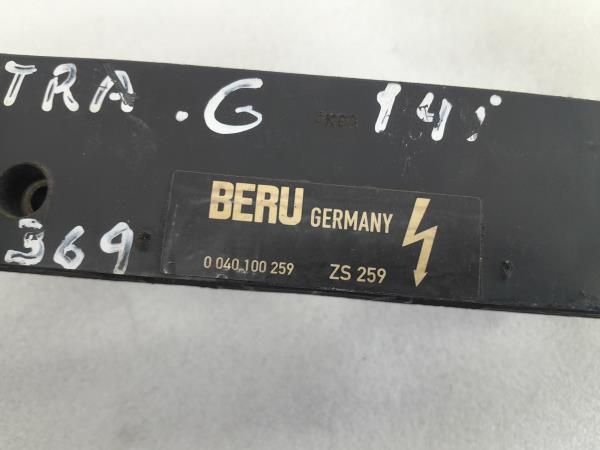 TRA.G 14i
369
BERU GERMANY
0 040 100 259 ZS 259